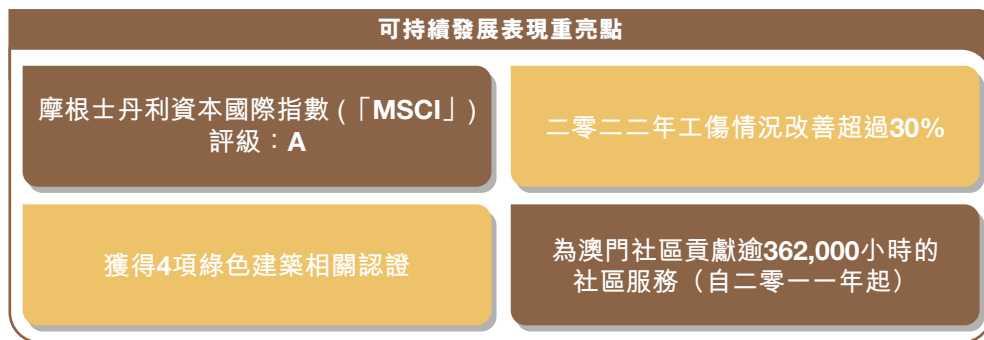 可持續發展表現重亮點
摩根士丹利資本國際指數 (「MSCI」)
評級：A
二零二二年工傷情況改善超過30%
獲得4項綠色建築相關認證
為澳門社區貢獻逾362,000小時的
社區服務（自二零一一年起）